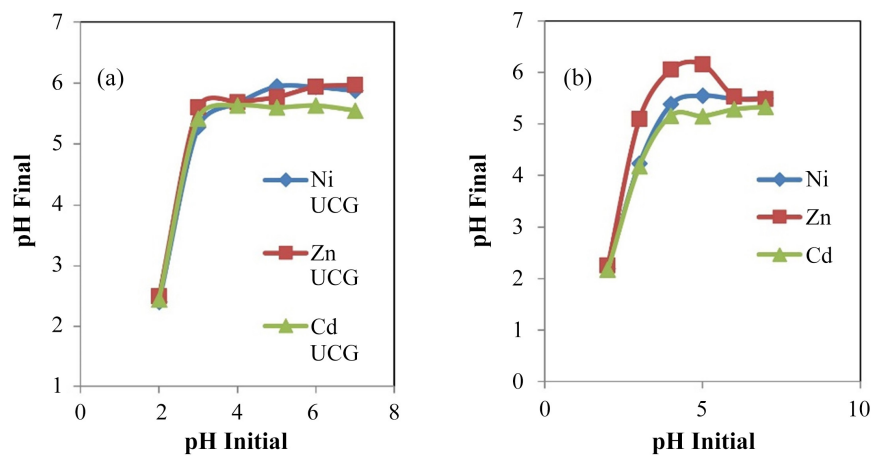 (a)
pH Final
7
6
5
4
3
2
1
0 2 4 6 8
pH Initial
Ni
UCG
Zn
UCG
Cd
UCG
(b)
pH Final
7
6
5
4
3
2
1
0
0 5 10
pH Initial
Ni
Zn
Cd